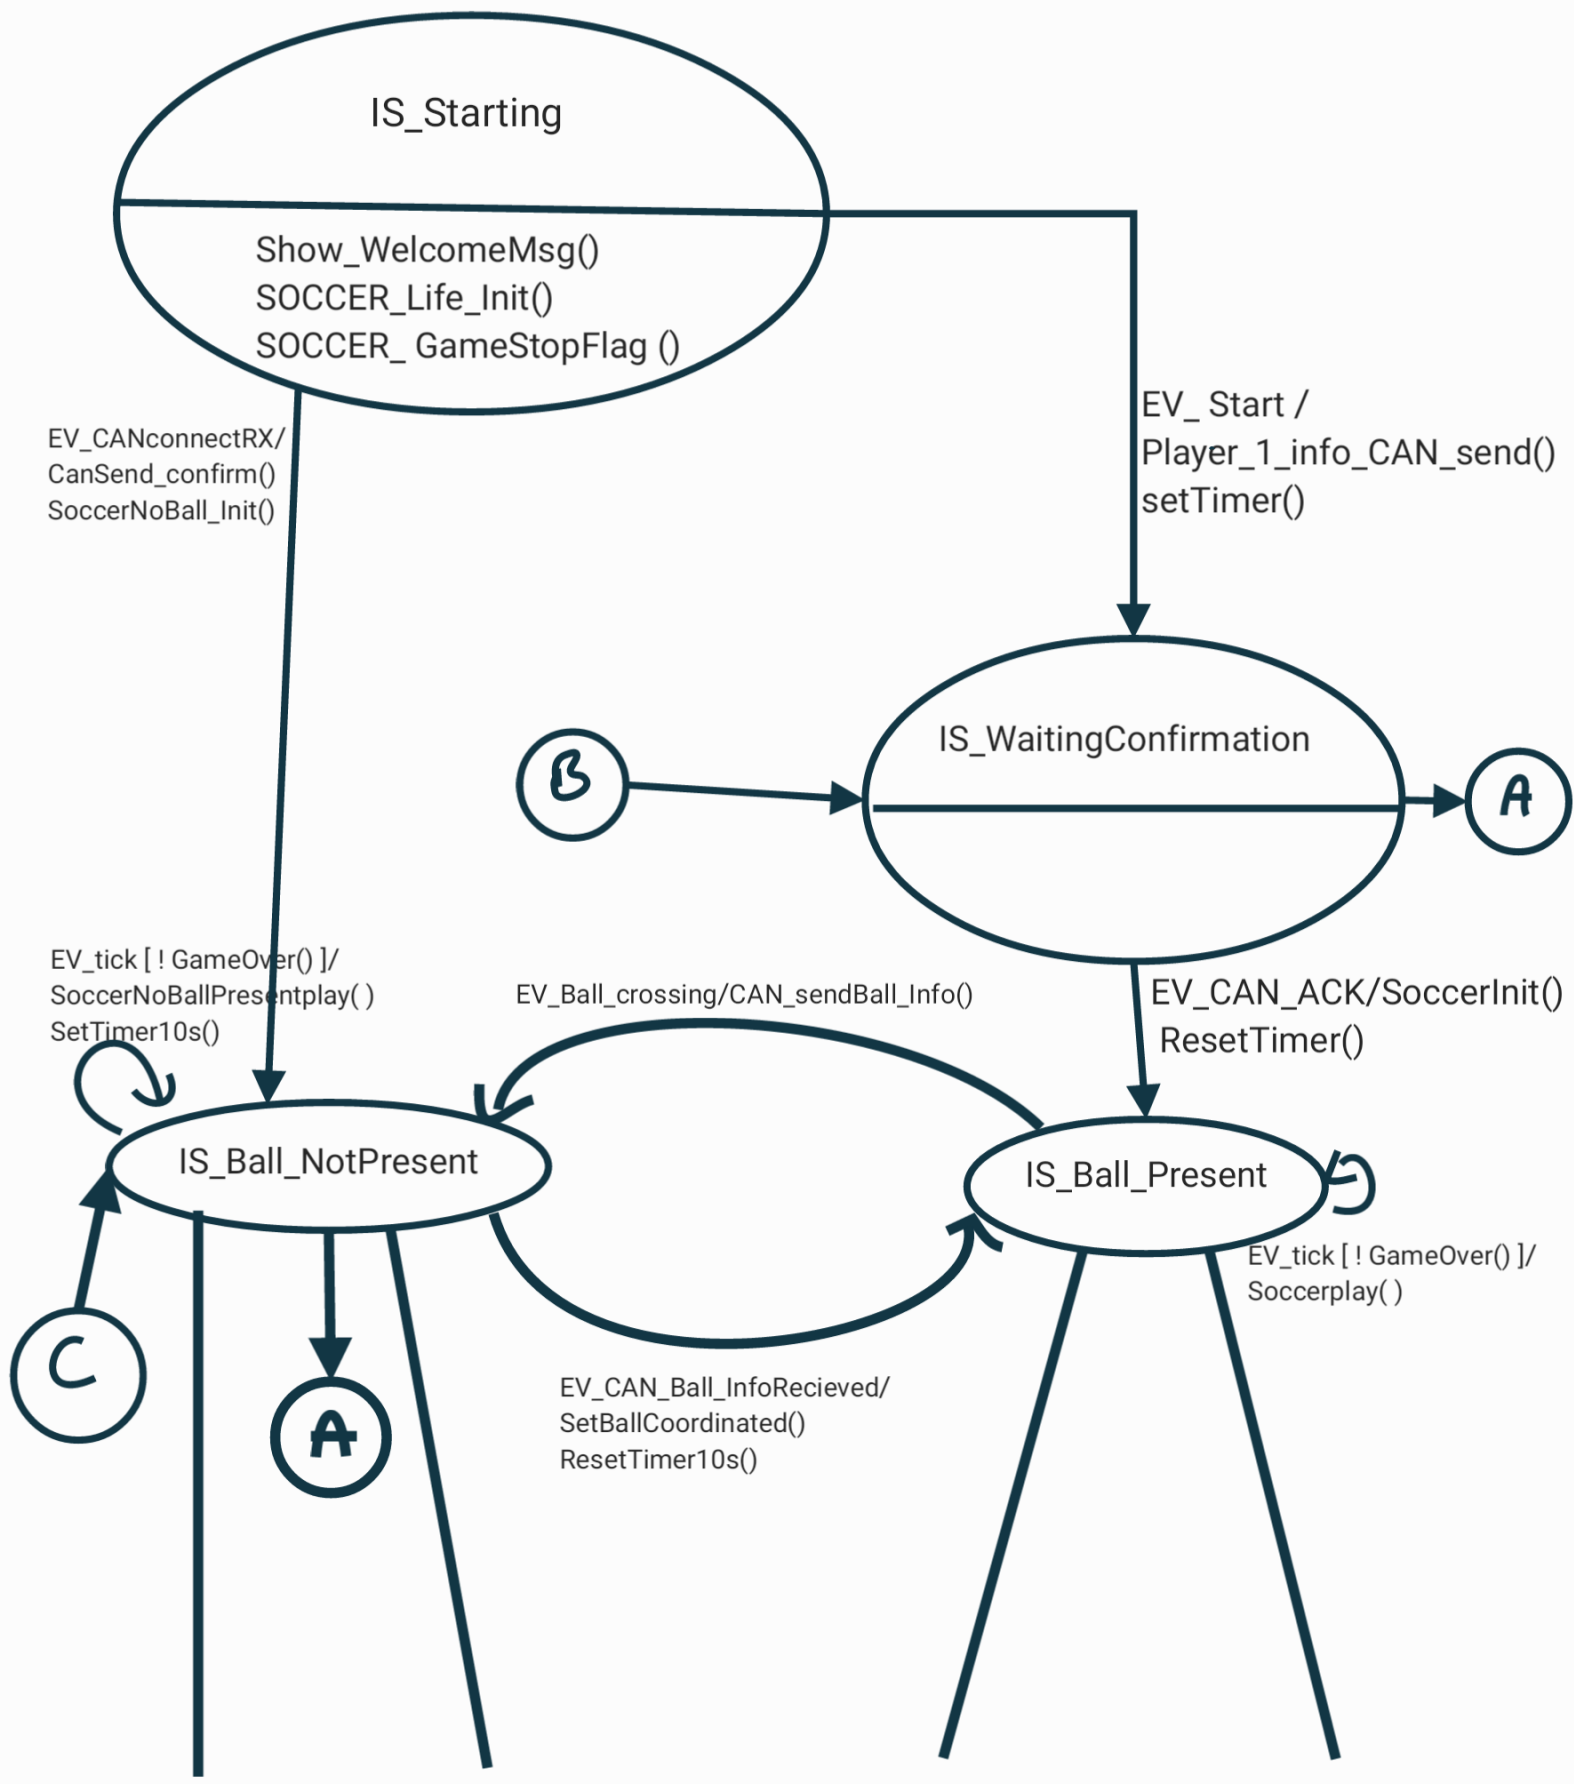 IS_Starting
Show_WelcomeMsg()
SOCCER_Life_Init()
SOCCER_ GameStopFlag ()
EV_CANconnectRX/
CanSend_confirm()
SoccerNoBall_Init()
EV_ Start /
Player_1_info_CAN_send()
setTimer()
IS_WaitingConfirmation
B
A
EV_tick [ ! GameOver() ]/
SoccerNoBallPresentplay( )
SetTimer10s()
EV_Ball_crossing/CAN_sendBall_Info()
EV_CAN_ACK/SoccerInit()
ResetTimer()
IS_Ball_NotPresent
IS_Ball_Present
EV_tick [ ! GameOver() ]/
Soccerplay( )
C
A
EV_CAN_Ball_InfoRecieved/
SetBallCoordinated()
ResetTimer10s()